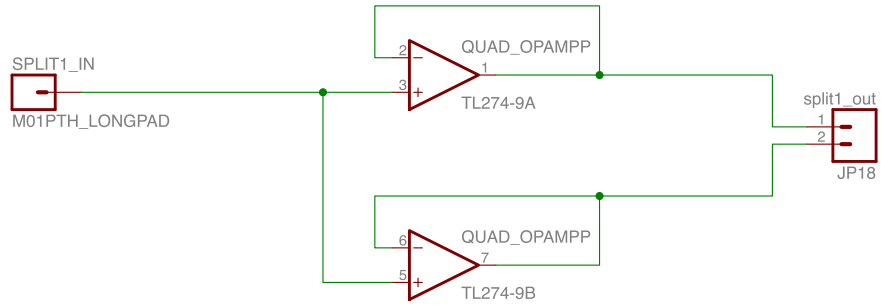 SPLIT1_IN
M01PTH_LONGPAD
QUAD_OPAMPP
2
1
3
TL274-9A
split1_out
1
2
JP18
QUAD_OPAMPP
6
7
5
TL274-9B